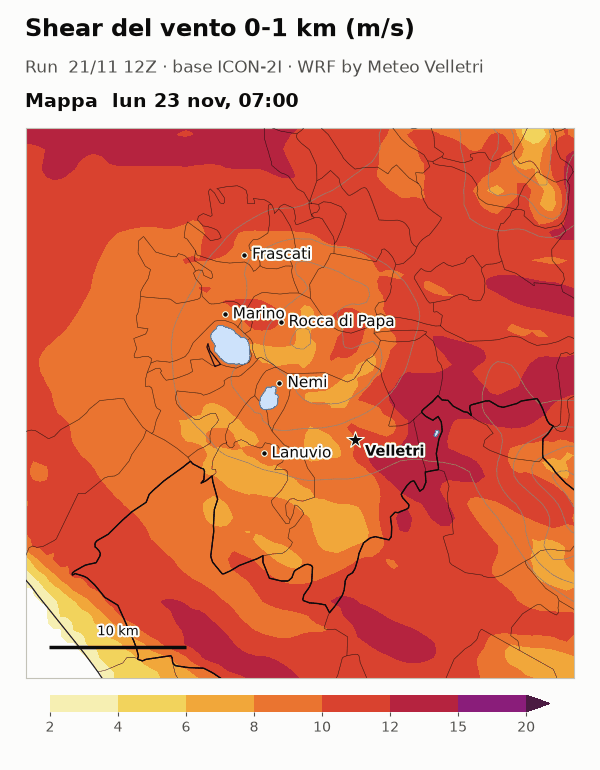 Shear del vento 0-1 km (m/s)
Run 21/11 12Z · base ICON-2I · WRF by Meteo Velletri
Mappa lun 23 nov, 07:00
Frascati
Marino
Rocca di Papa
Nemi
Velletri
Lanuvio
10 km
2 4 6 8 10 12 15 20